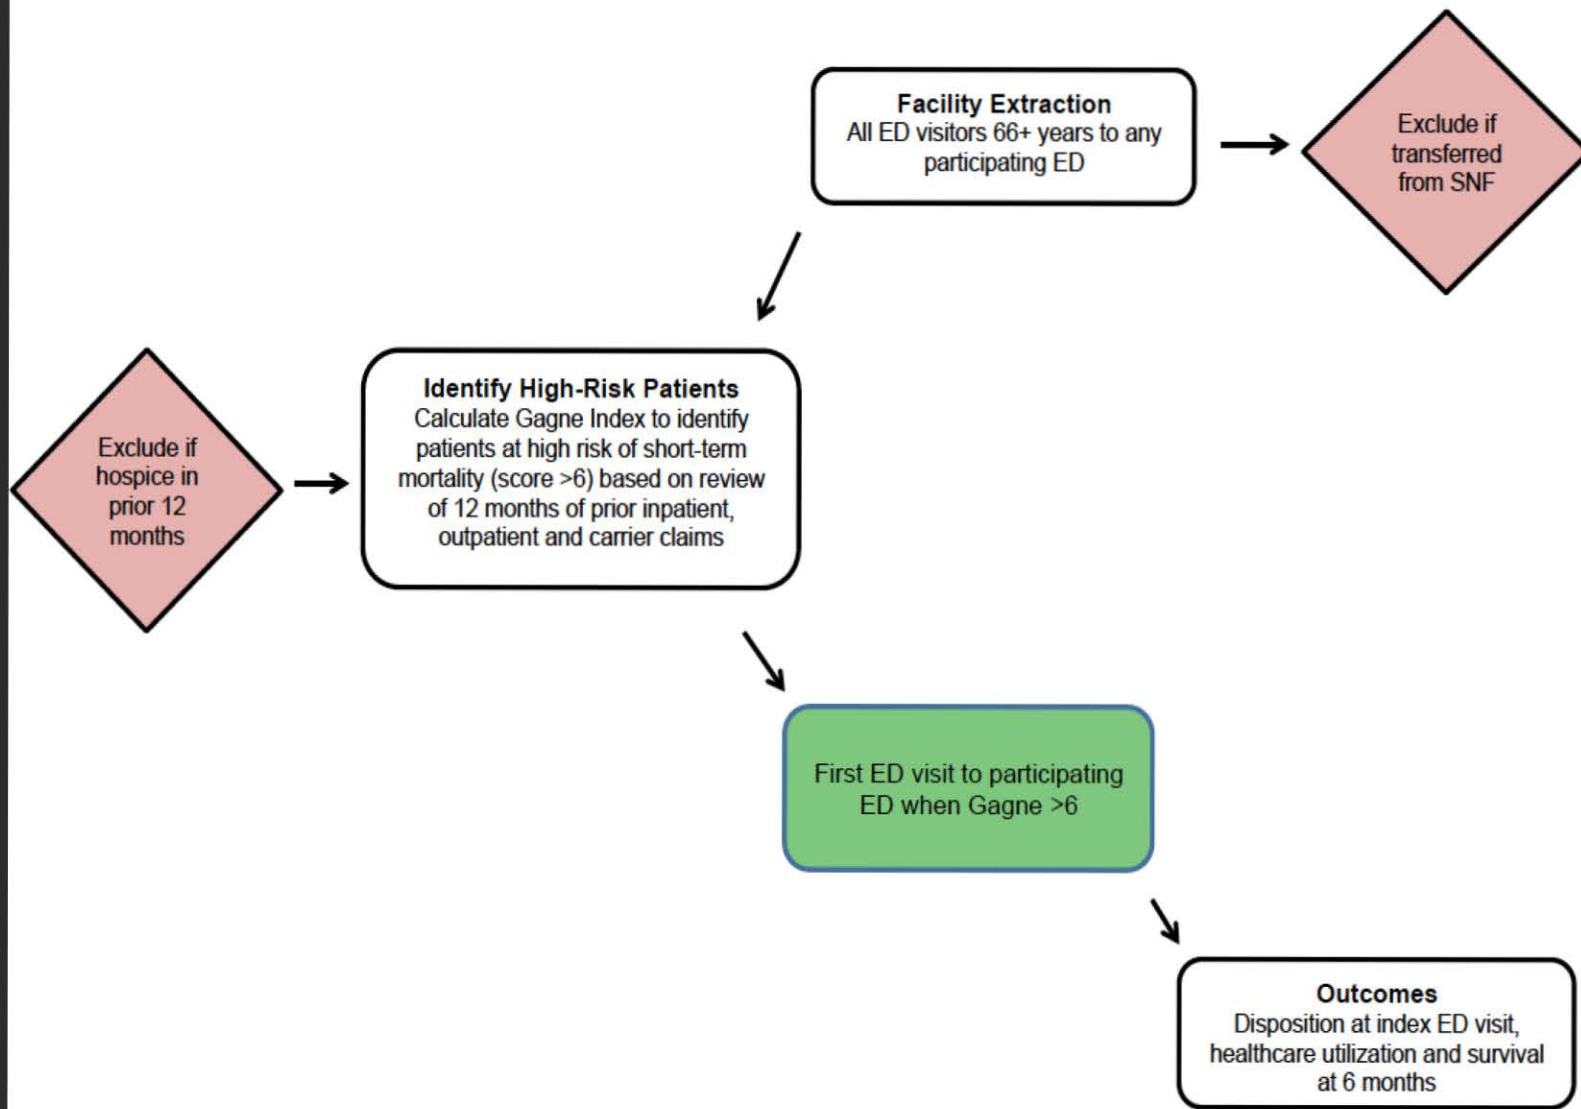 Facility Extraction
All ED visitors 66+ years to any
participating ED
Exclude if
transferred
from SNF
Exclude if
hospice in
prior 12
months
Identify High-Risk Patients
Calculate Gagne Index to identify
patients at high risk of short-term
mortality (score >6) based on review
of 12 months of prior inpatient,
outpatient and carrier claims
First ED visit to participating
ED when Gagne >6
Outcomes
Disposition at index ED visit,
healthcare utilization and survival
at 6 months